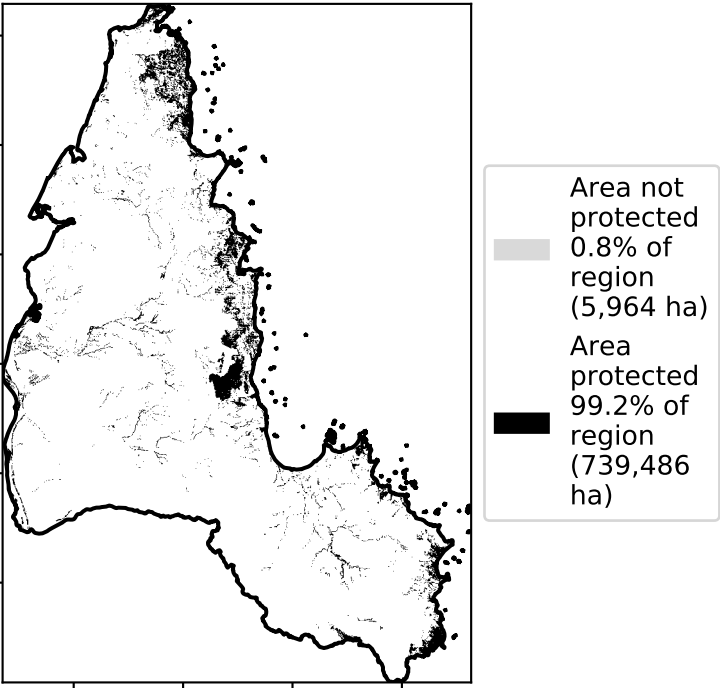 Area not
protected
0.8% of
region
(5,964 ha)
Area
protected
99.2% of
region
(739,486
ha)